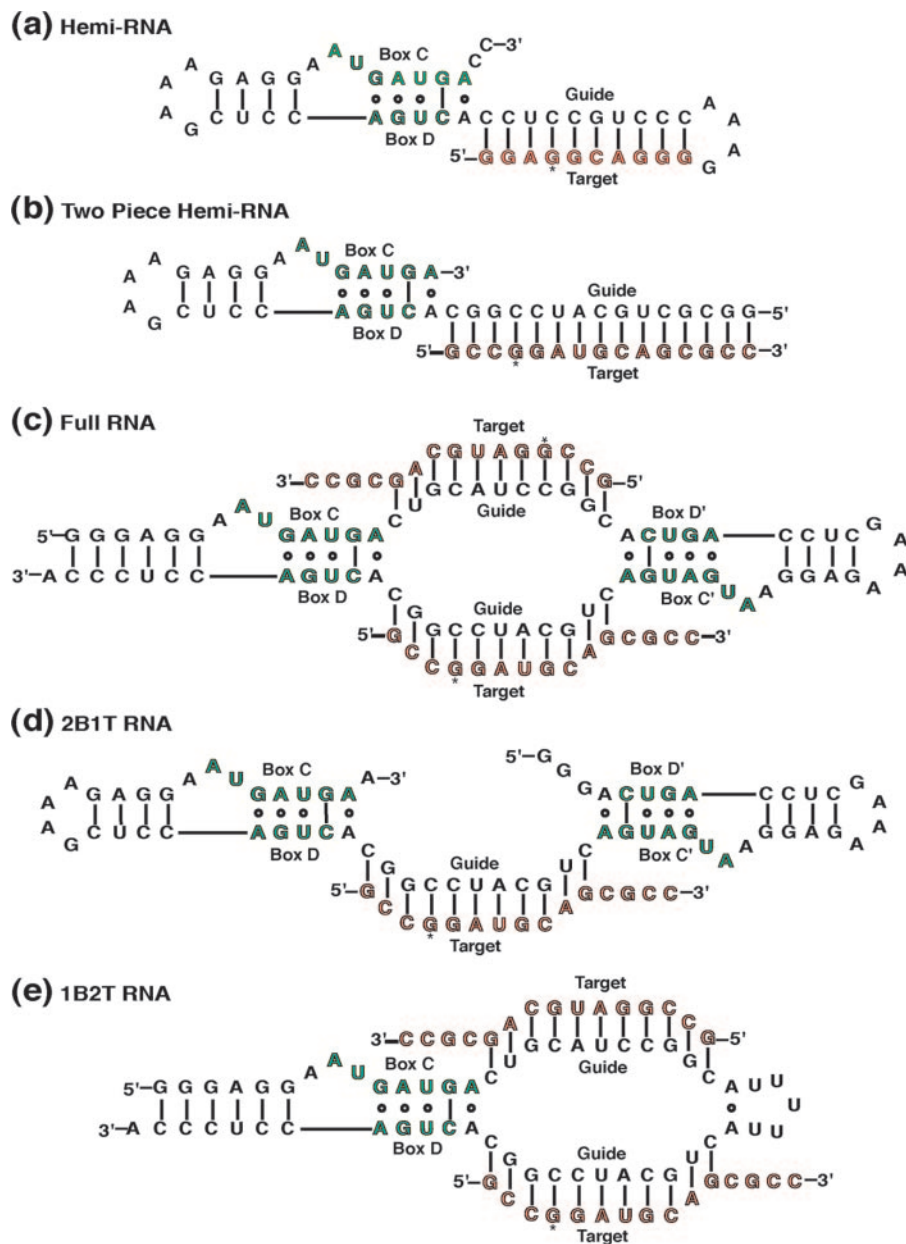 (a) Hemi-RNA
A A A G A G G A A U Box C G A U G A C C–3'
A G C U C C A G U C A C C U C C G U C C C A A A G
Box D Guide
5'–G G A G G C A G G G
*
Target
(b) Two Piece Hemi-RNA
A A G A G G A A U Box C G A U G A–3'
A G C U C C A G U C A C G G C C U A C G U C G C G G–5'
Box D Guide
5'–G C C G G A U G C A G C G C C–3'
*
Target
(c) Full RNA
Target
*
3'–C C G C G A C G U A G G C C G–5'
C U G C A U C C G G C
Guide
5'–G G G A G G A A U Box C G A U G A
A Box D' C U G A C C U C G A A
3'–A C C C U C C A G U C A
Box D
A G U A G Box C' U A A G G A G A
C G G C C U A C G U C
Guide
5'–G C C G G A U G C A G C G C C–3'
*
Target
(d) 2B1T RNA
A A G A G G A A U Box C G A U G A A–3'
5'–G G G A Box D' C U G A C C U C G A A
A G C U C C A G U C A
Box D
A G U A G Box C' U A A G G A G A
C G G C C U A C G U C
Guide
5'–G C C G G A U G C A G C G C C–3'
*
Target
(e) 1B2T RNA
Target
3'–C C G C G A C G U A G G C C G–5'
C U G C A U C C G G C
Guide
5'–G G G A G G A A U Box C G A U G A
A U U U U U A
3'–A C C C U C C A G U C A
Box D
C G G C C U A C G U C
Guide
5'–G C C G G A U G C A G C G C C–3'
*
Target